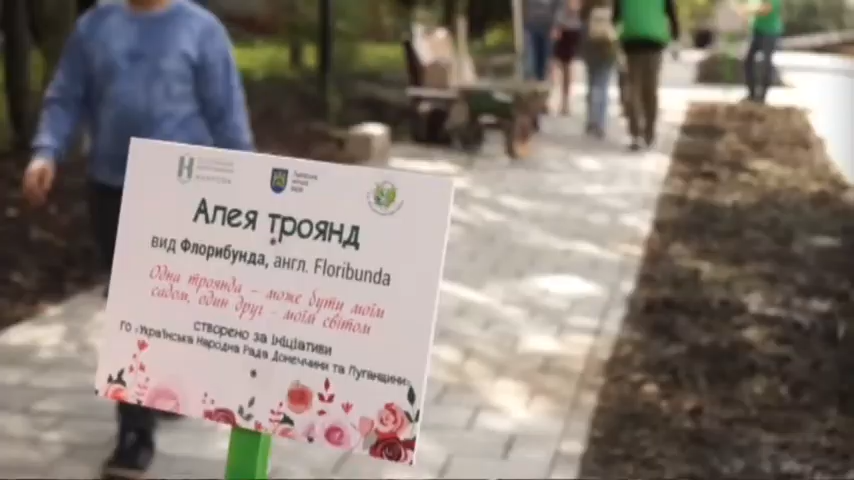 Алея троянд
вид Флорибунда, англ. Floribunda
Одна троянда – може бути моїм
садом, один друг – моїм світом
створено за ініціативи
ГО «Українська Народна Рада Донеччини та Луганщини»